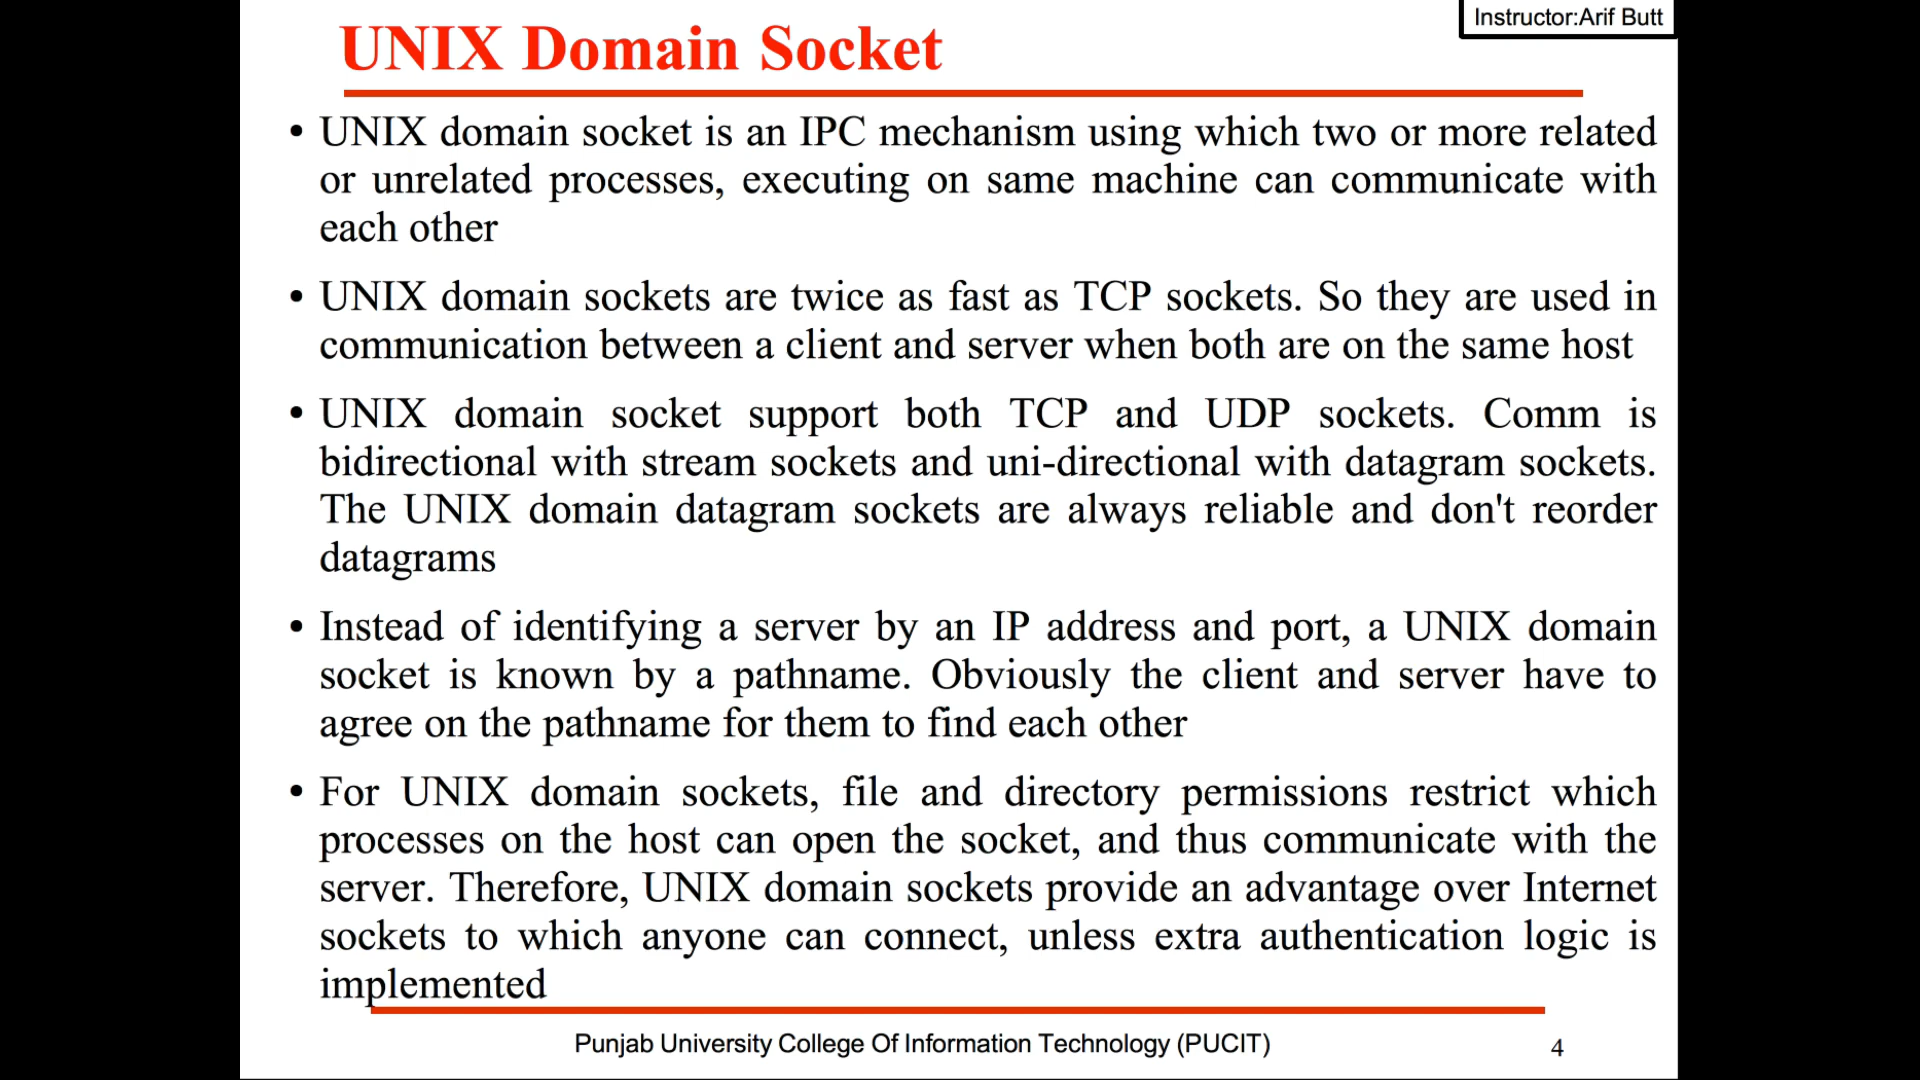 Instructor:Arif Butt
UNIX Domain Socket
• UNIX domain socket is an IPC mechanism using which two or more related
or unrelated processes, executing on same machine can communicate with
each other
• UNIX domain sockets are twice as fast as TCP sockets. So they are used in
communication between a client and server when both are on the same host
• UNIX domain socket support both TCP and UDP sockets. Comm is
bidirectional with stream sockets and uni-directional with datagram sockets.
The UNIX domain datagram sockets are always reliable and don't reorder
datagrams
• Instead of identifying a server by an IP address and port, a UNIX domain
socket is known by a pathname. Obviously the client and server have to
agree on the pathname for them to find each other
• For UNIX domain sockets, file and directory permissions restrict which
processes on the host can open the socket, and thus communicate with the
server. Therefore, UNIX domain sockets provide an advantage over Internet
sockets to which anyone can connect, unless extra authentication logic is
implemented
Punjab University College Of Information Technology (PUCIT)
4